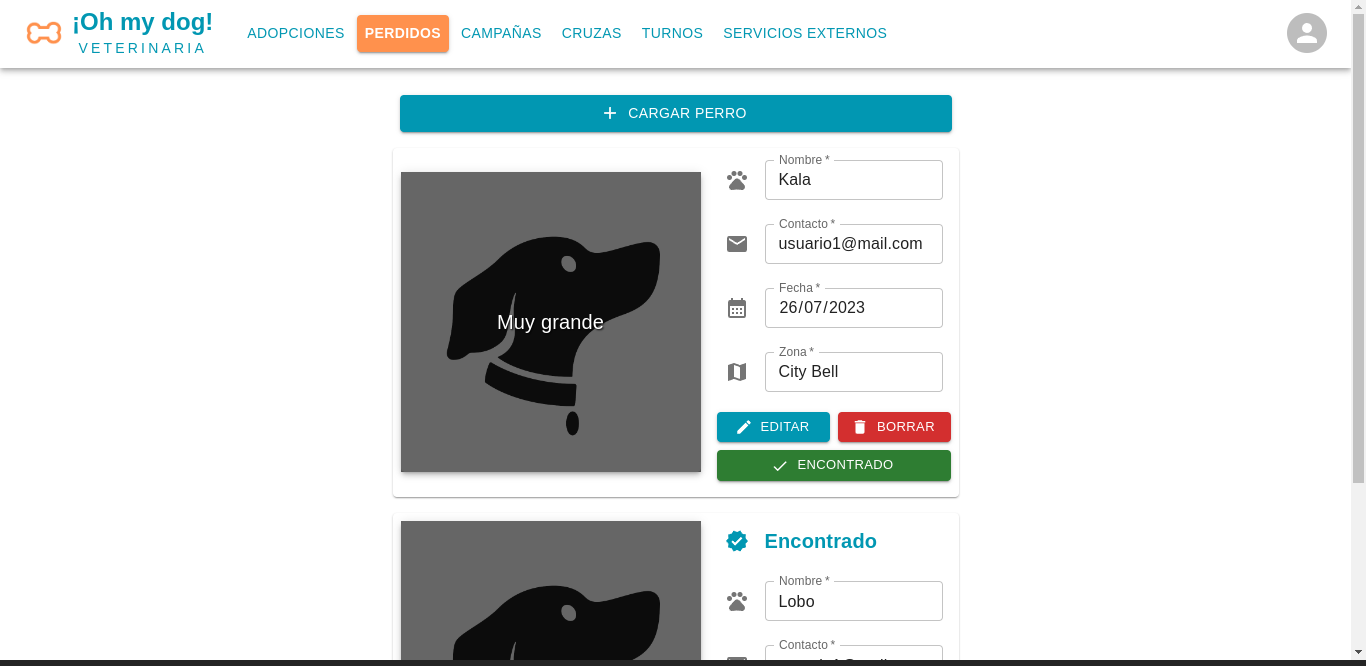 ¡Oh my dog!
VETERINARIA
ADOPCIONES PERDIDOS CAMPAÑAS CRUZAS TURNOS SERVICIOS EXTERNOS
CARGAR PERRO
Muy grande
Nombre *
Kala
Contacto *
usuario1@mail.com
Fecha *
26/07/2023
Zona *
City Bell
EDITAR BORRAR
ENCONTRADO
Encontrado
Nombre *
Lobo
Contacto *